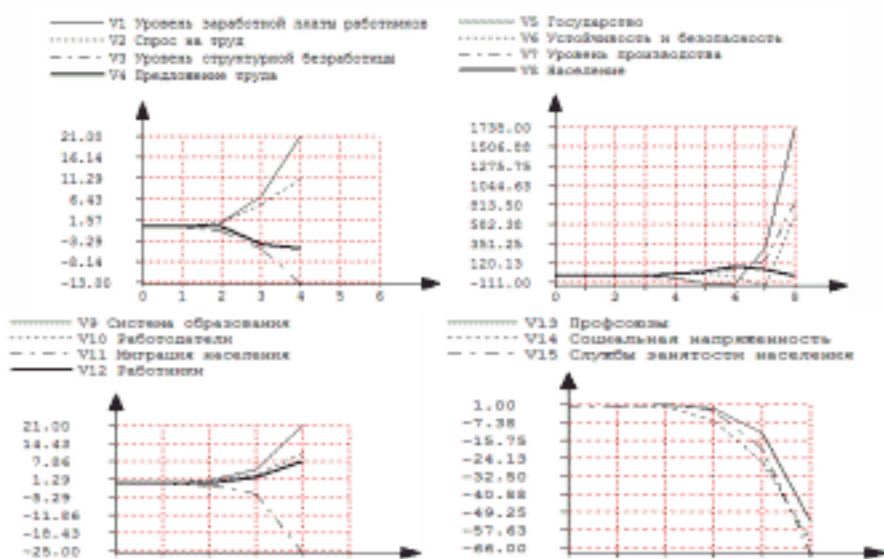 V1 Уровень заработной платы работников
V2 Спрос на труд
V3 Уровень структурной безработицы
V4 Предложение труда
21.00
16.14
11.29
6.43
1.57
-3.29
-8.14
-13.00
0 1 2 3 4 5 6
V5 Государство
V6 Устойчивость и безопасность
V7 Уровень производства
V8 Население
1738.00
1506.88
1275.75
1044.63
813.50
582.38
351.25
120.13
-111.00
0 2 4 6 8
V9 Система образования
V10 Работодатели
V11 Миграция населения
V12 Работники
21.00
14.43
7.86
1.29
-5.29
-11.86
-18.43
-25.00
V13 Профсоюзы
V14 Социальная напряженность
V15 Службы занятости населения
1.00
-7.38
-15.75
-24.13
-32.50
-40.88
-49.25
-57.63
-66.00